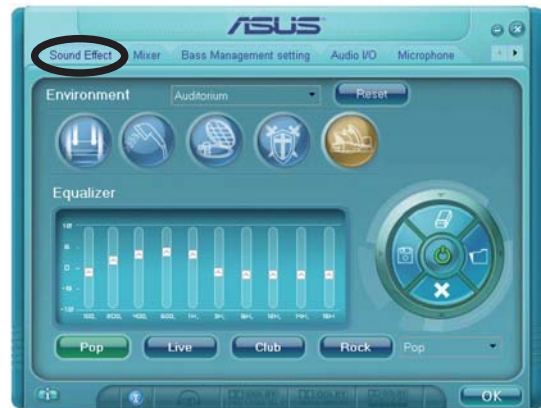 ASUS
Sound Effect Mixer Bass Management setting Audio I/O Microphone
Environment Auditorium Reset
Equalizer
Pop Live Club Rock Pop
OK